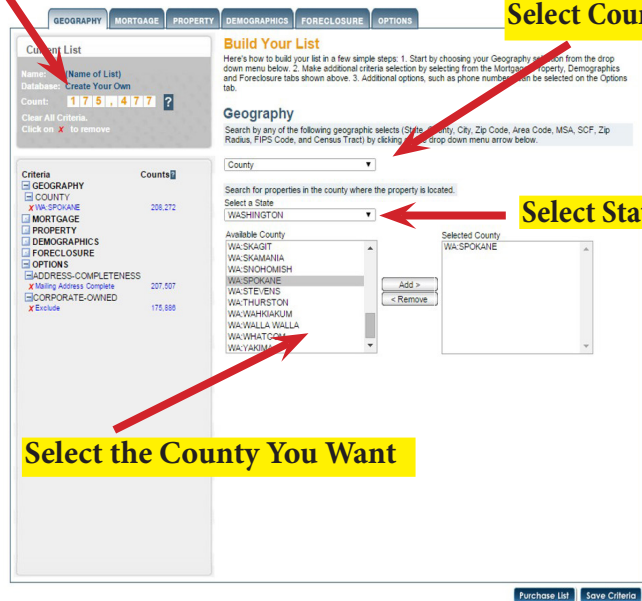 GEOGRAPHY MORTGAGE PROPERTY DEMOGRAPHICS FORECLOSURE OPTIONS
Select Coun
Current List
Name: (Name of List)
Database: Create Your Own
Count: 175,477 ?
Clear All Criteria.
Click on X to remove
Build Your List
Here's how to build your list in a few simple steps: 1. Start by choosing your Geography from the drop
down menu below. 2. Make additional criteria selection by selecting from the Mortgage, Property, Demographics
and Foreclosure tabs shown above. 3. Additional options, such as phone number, can be selected on the Options
tab.
Geography
Search by any of the following geographic selects (State, County, City, Zip Code, Area Code, MSA, SCF, Zip
Radius, FIPS Code, and Census Tract) by clicking drop down menu arrow below.
County
Search for properties in the county where the property is located.
Select a State
WASHINGTON
Select Stat
Available County
WA:SKAGIT
WA:SKAMANIA
WA:SNOHOMISH
WA:SPOKANE
WA:STEVENS
WA:THURSTON
WA:WAHKIAKUM
WA:WALLA WALLA
WA:WHATCOM
WA:YAKIMA
Add >
< Remove
Selected County
WA:SPOKANE
Criteria Counts?
GEOGRAPHY
COUNTY
X WA:SPOKANE 208,272
MORTGAGE
PROPERTY
DEMOGRAPHICS
FORECLOSURE
OPTIONS
ADDRESS-COMPLETENESS
X Mailing Address Complete 207,507
CORPORATE-OWNED
X Exclude 175,886
Select the County You Want
Purchase List Save Criteria